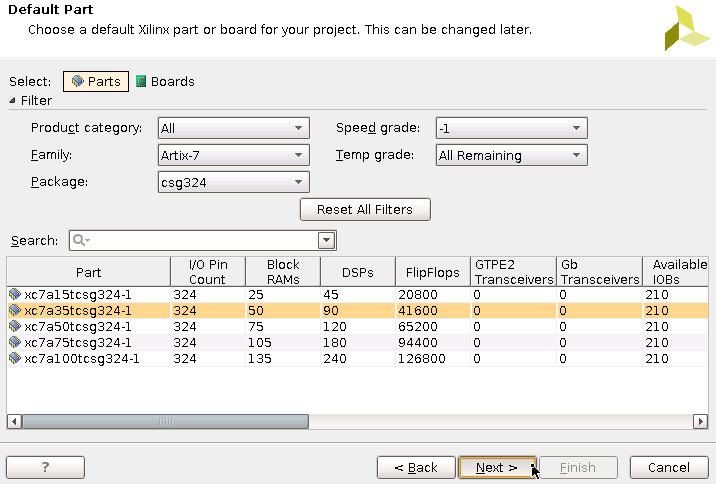 Default Part
Choose a default Xilinx part or board for your project. This can be changed later.
Select: Parts Boards
Filter
Product category: All Speed grade: -1
Family: Artix-7 Temp grade: All Remaining
Package: csg324
Reset All Filters
Search:
Part I/O Pin Count Block RAMs DSPs FlipFlops GTPE2 Transceivers Gb Transceivers Available IOBs
xc7a15tcsg324-1 324 25 45 20800 0 0 210
xc7a35tcsg324-1 324 50 90 41600 0 0 210
xc7a50tcsg324-1 324 75 120 65200 0 0 210
xc7a75tcsg324-1 324 105 180 94400 0 0 210
xc7a100tcsg324-1 324 135 240 126800 0 0 210
? < Back Next > Finish Cancel